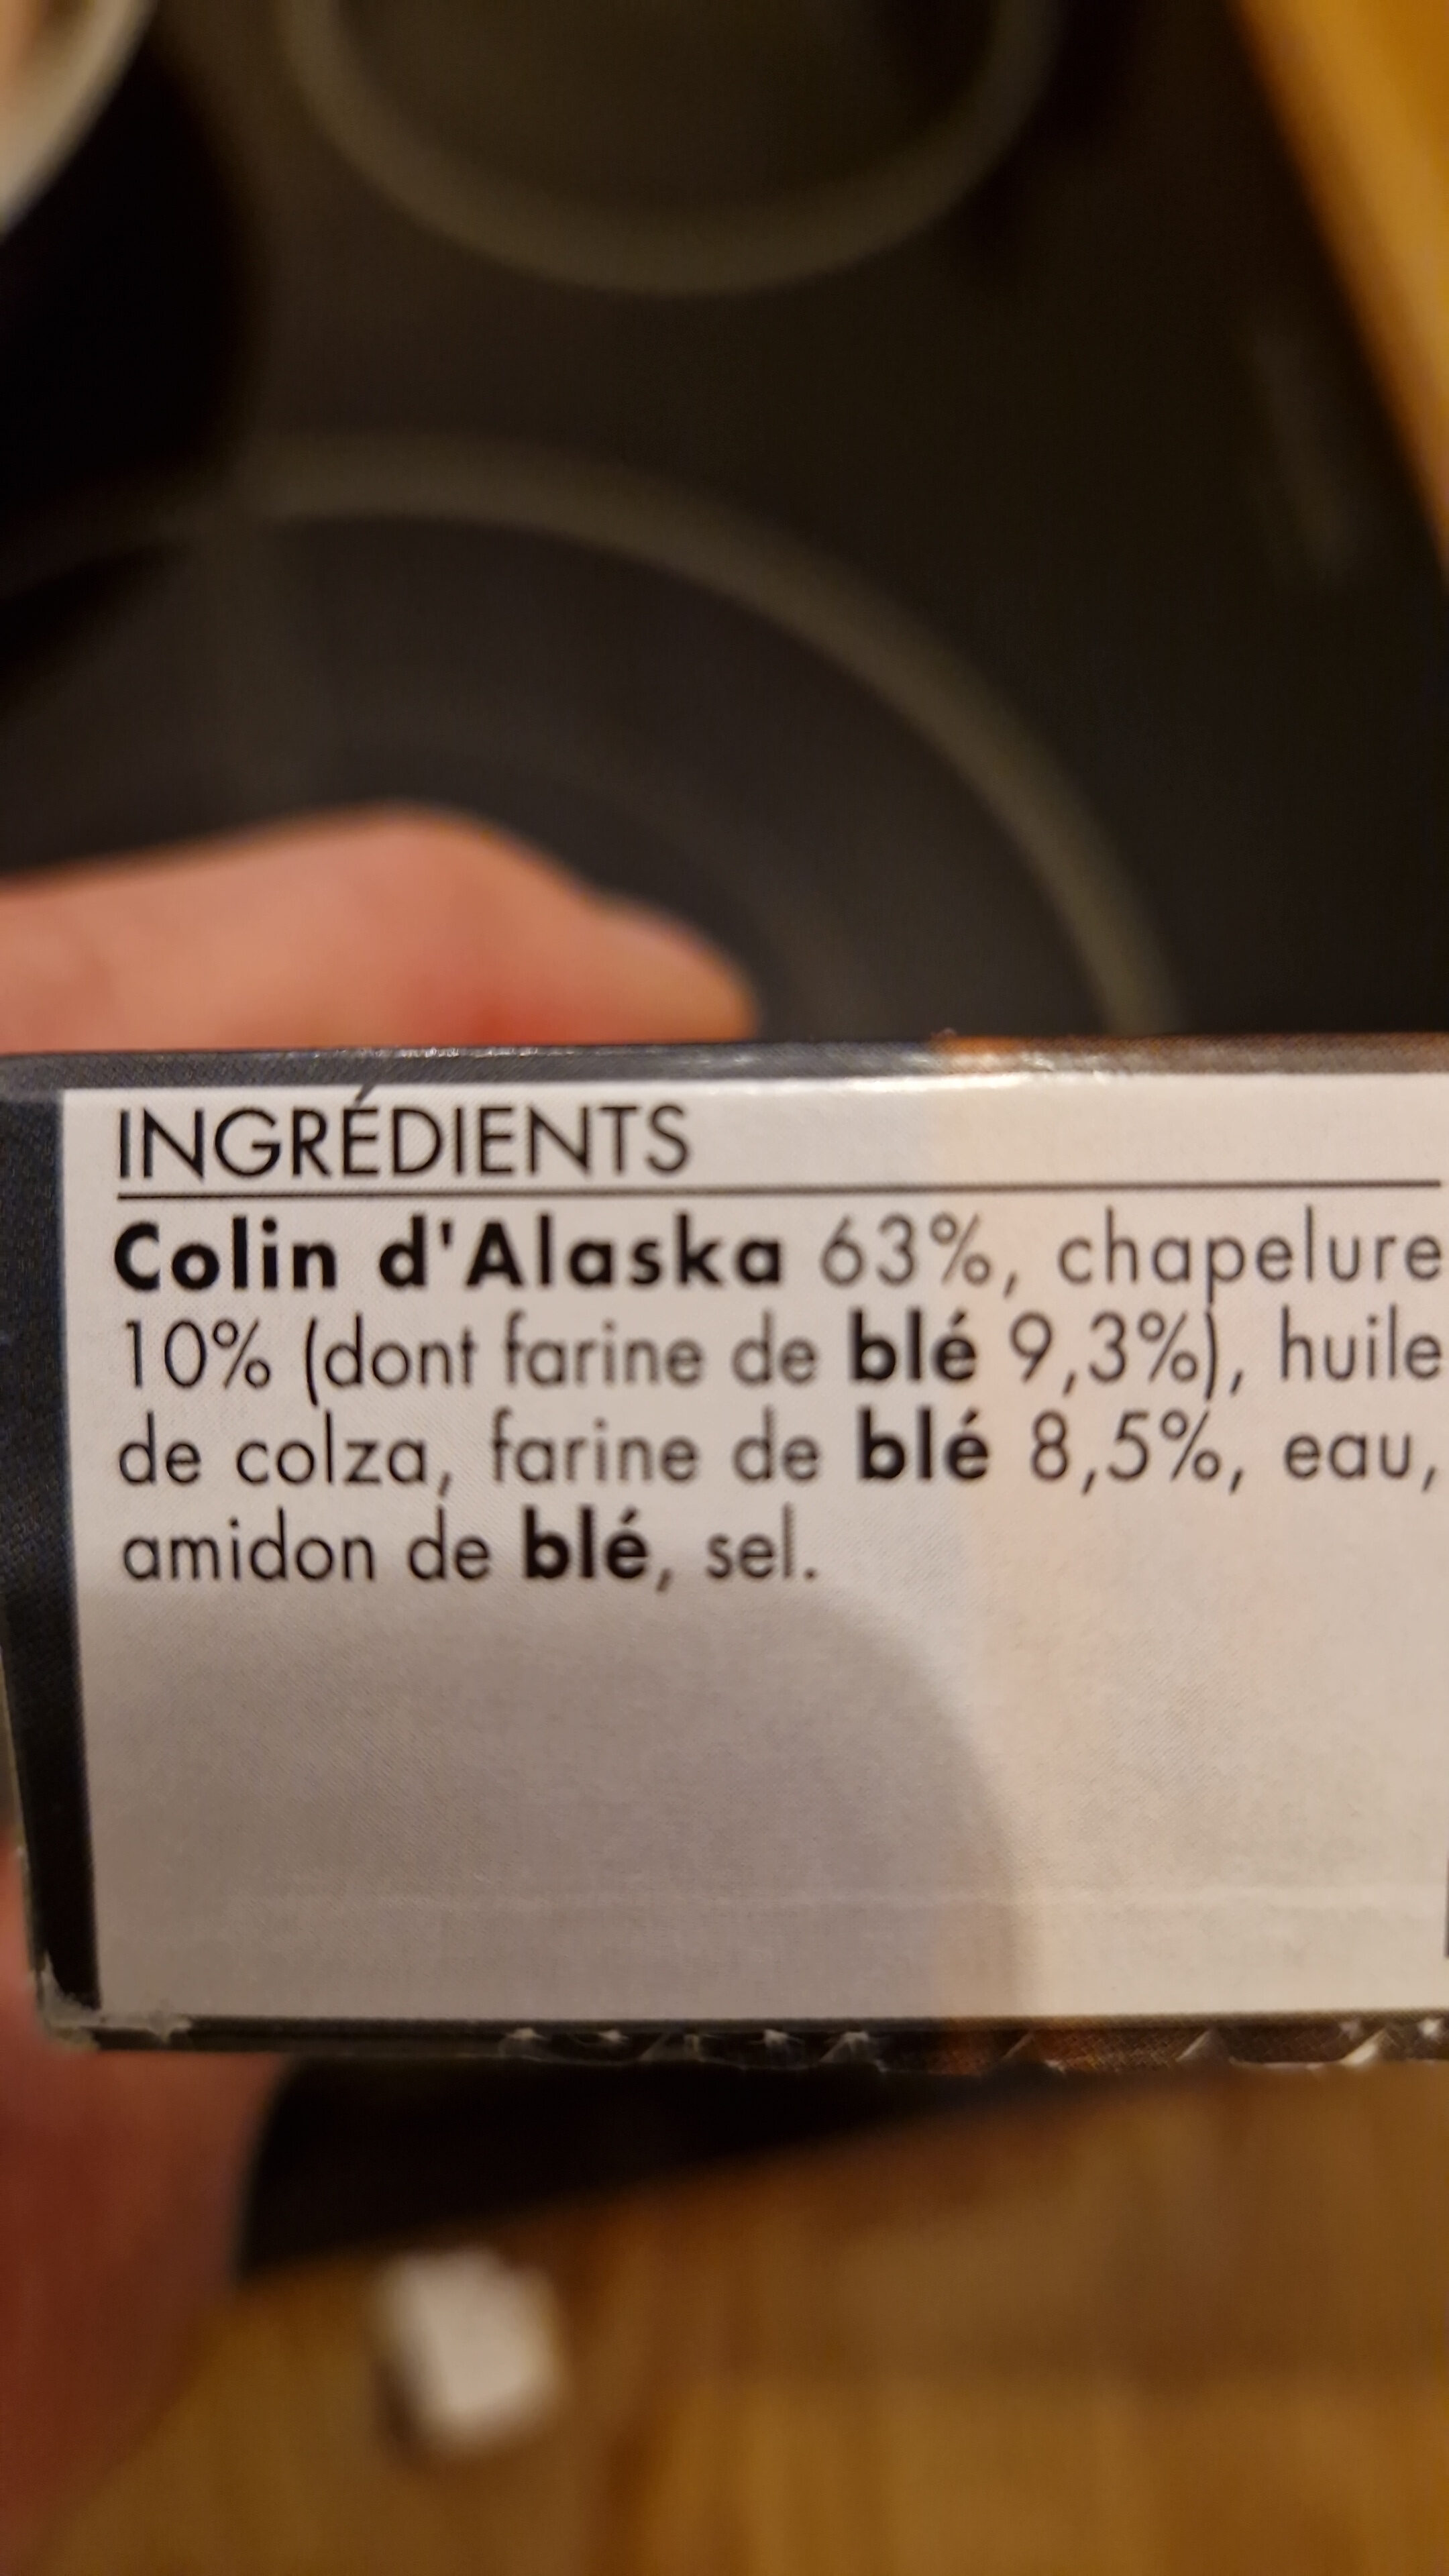 INGRÉDIENTS
Colin d'Alaska 63%, chapelure
10% (dont farine de blé 9,3%), huile
de colza, farine de blé 8,5%, eau,
amidon de blé, sel.